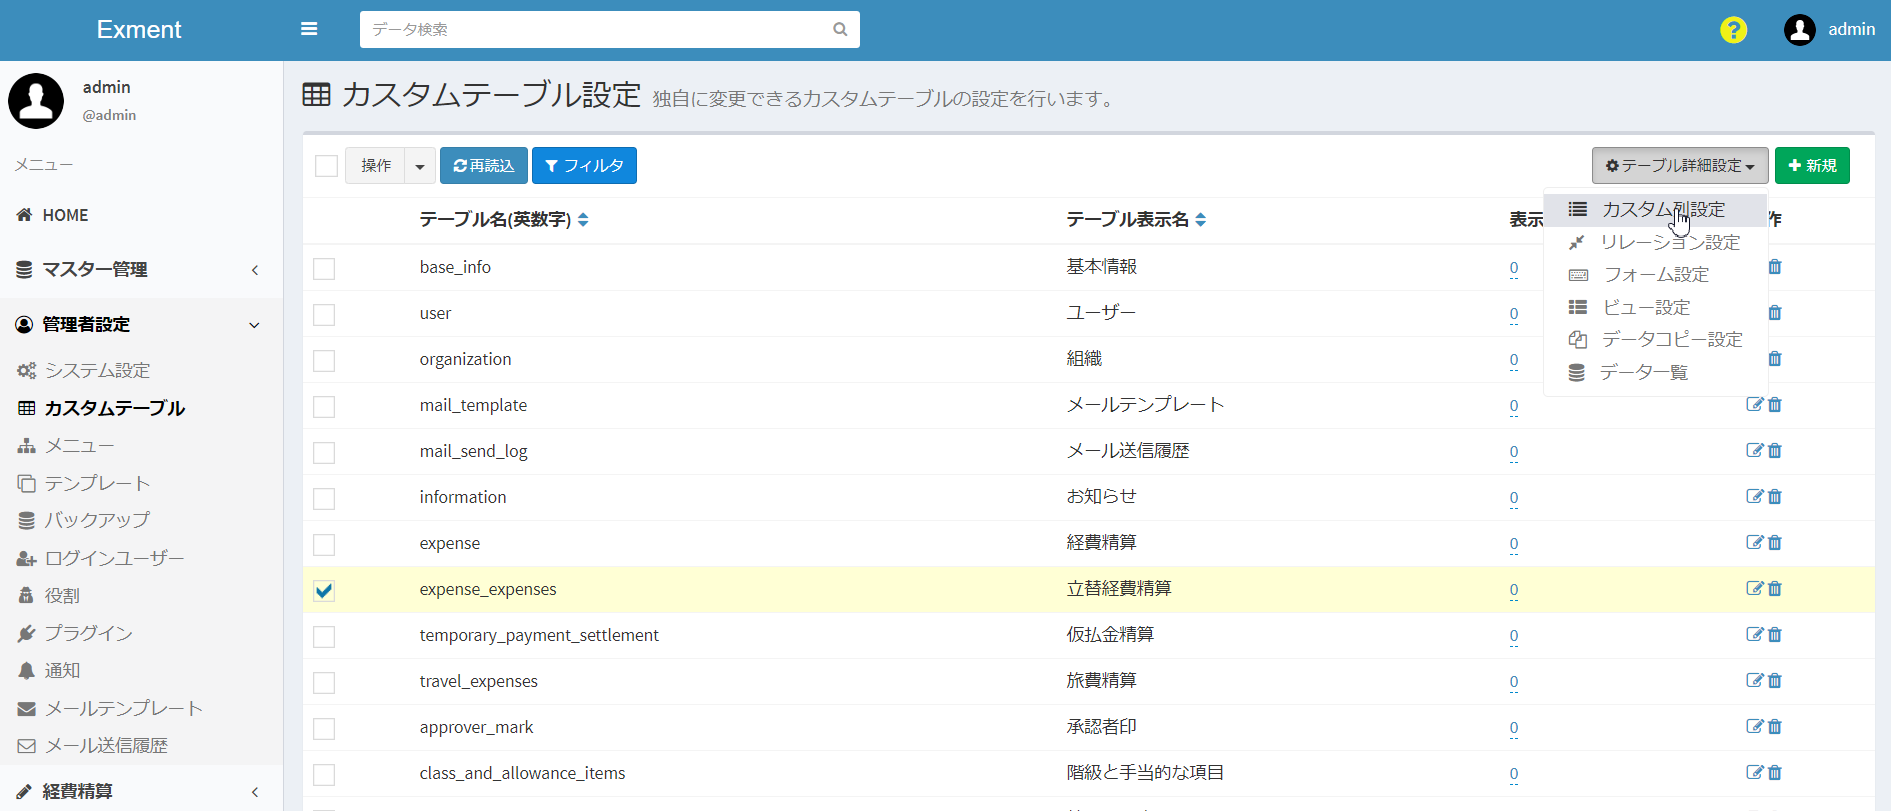 Exment
データ検索
?
admin
admin
@admin
メニュー
HOME
マスター管理
管理者設定
システム設定
カスタムテーブル
メニュー
テンプレート
バックアップ
ログインユーザー
役割
プラグイン
通知
メールテンプレート
メール送信履歴
経費精算
カスタムテーブル設定 独自に変更できるカスタムテーブルの設定を行います。
操作 再読込 フィルタ テーブル詳細設定 新規
カスタム列設定
リレーション設定
フォーム設定
ビュー設定
データコピー設定
データ一覧
テーブル名(英数字) テーブル表示名 表示 作
base_info 基本情報 0
user ユーザー 0
organization 組織 0
mail_template メールテンプレート 0
mail_send_log メール送信履歴 0
information お知らせ 0
expense 経費精算 0
expense_expenses 立替経費精算 0
temporary_payment_settlement 仮払金精算 0
travel_expenses 旅費精算 0
approver_mark 承認者印 0
class_and_allowance_items 階級と手当的な項目 0